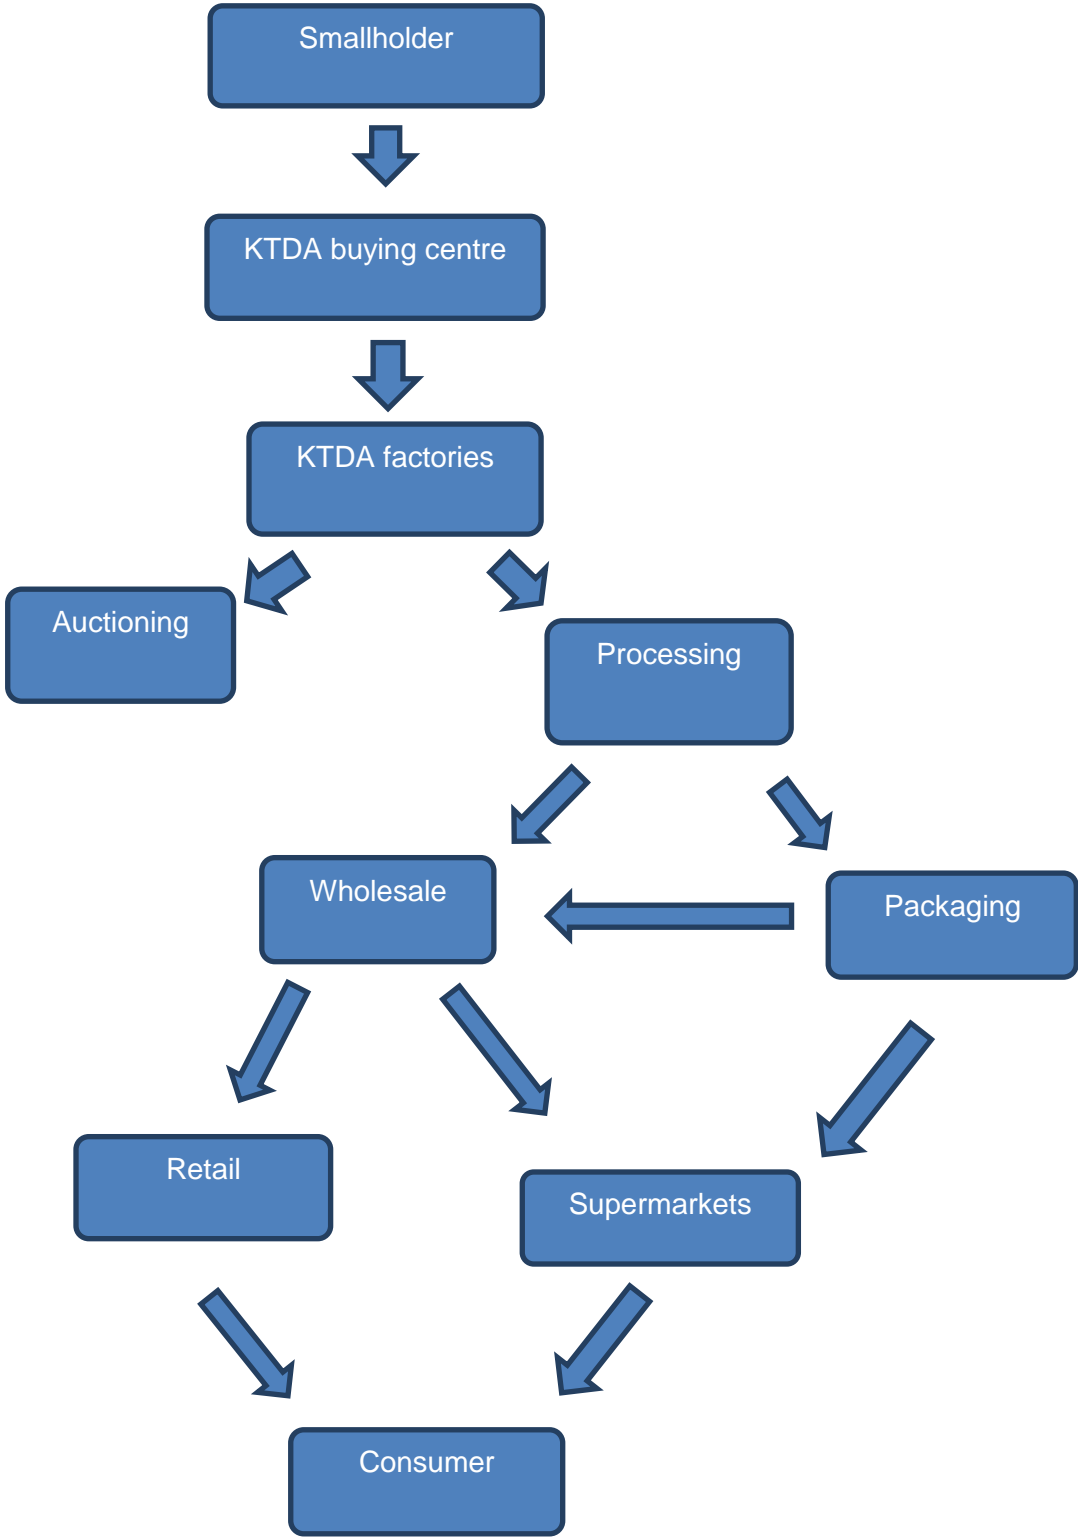 Smallholder
KTDA buying centre
KTDA factories
Auctioning
Processing
Wholesale
Packaging
Retail
Supermarkets
Consumer